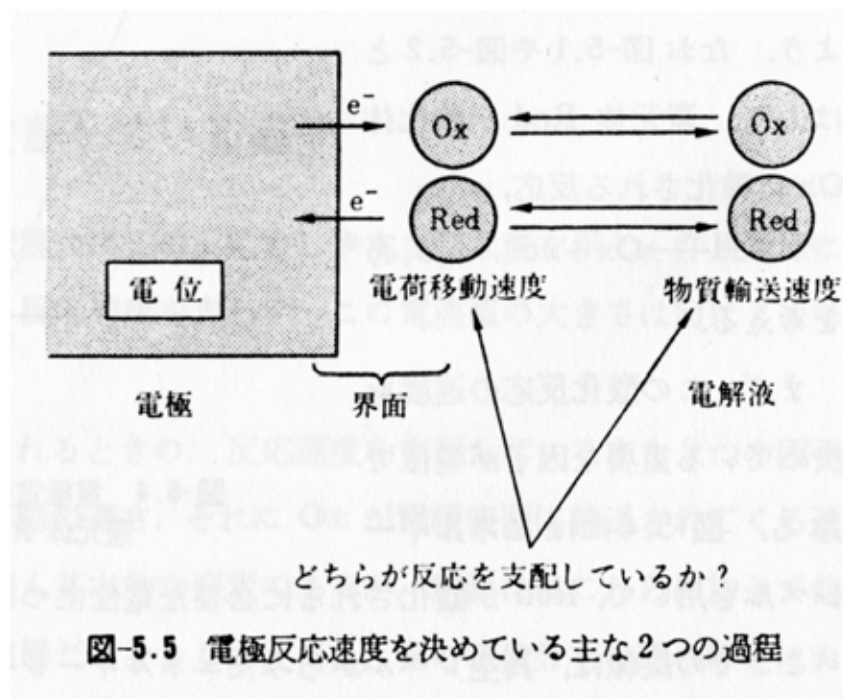 e⁻
Ox
Ox
e⁻
Red
Red
電位
電荷移動速度
物質輸送速度
電極
界面
電解液
どちらが反応を支配しているか？
図-5.5 電極反応速度を決めている主な2つの過程